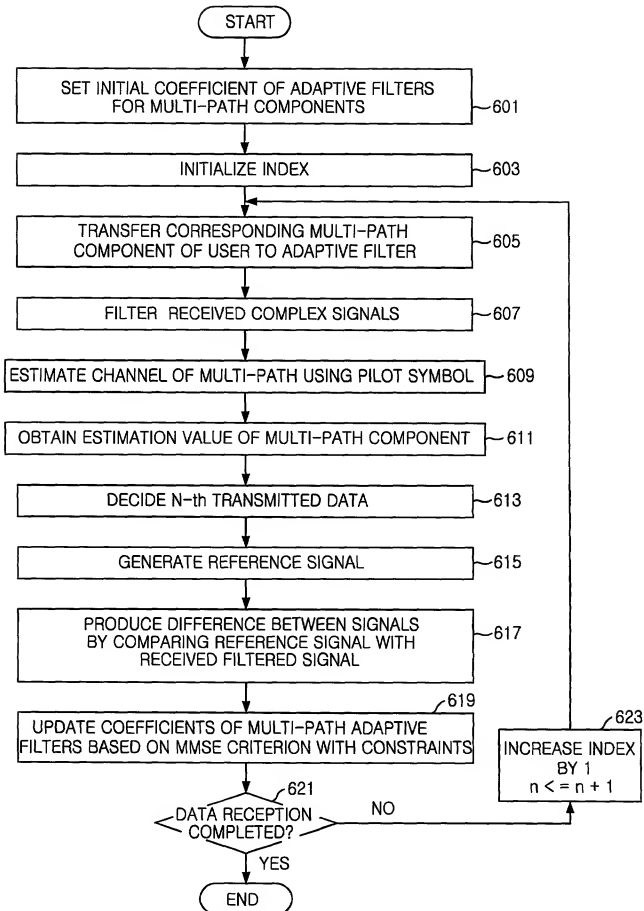 START
SET INITIAL COEFFICIENT OF ADAPTIVE FILTERS
FOR MULTI-PATH COMPONENTS
601
INITIALIZE INDEX
603
TRANSFER CORRESPONDING MULTI-PATH
COMPONENT OF USER TO ADAPTIVE FILTER
605
FILTER RECEIVED COMPLEX SIGNALS
607
ESTIMATE CHANNEL OF MULTI-PATH USING PILOT SYMBOL
609
OBTAIN ESTIMATION VALUE OF MULTI-PATH COMPONENT
611
DECIDE N-th TRANSMITTED DATA
613
GENERATE REFERENCE SIGNAL
615
PRODUCE DIFFERENCE BETWEEN SIGNALS
BY COMPARING REFERENCE SIGNAL WITH
RECEIVED FILTERED SIGNAL
617
619
UPDATE COEFFICIENTS OF MULTI-PATH ADAPTIVE
FILTERS BASED ON MMSE CRITERION WITH CONSTRAINTS
623
INCREASE INDEX
BY 1
n < = n + 1
621
DATA RECEPTION
COMPLETED?
NO
YES
END